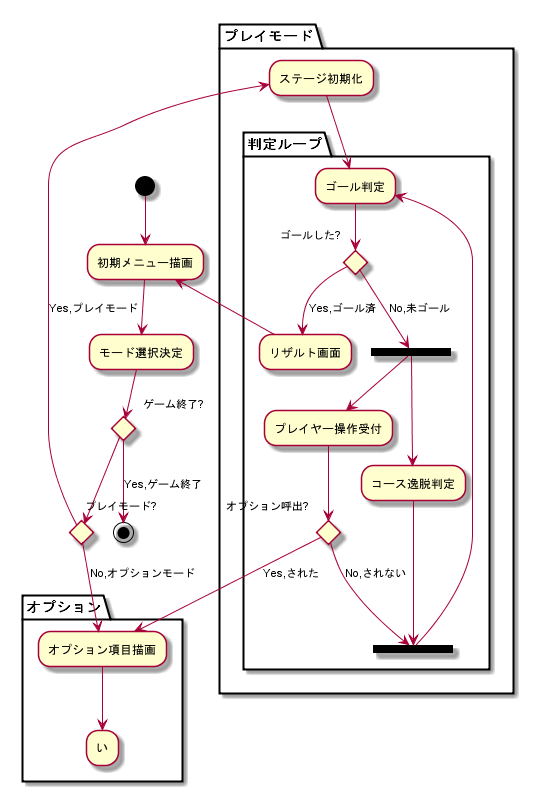 プレイモード
ステージ初期化
判定ループ
ゴール判定
ゴールした?
初期メニュー描画
Yes,プレイモード
Yes,ゴール済
No,未ゴール
モード選択決定
リザルト画面
ゲーム終了?
プレイヤー操作受付
Yes,ゲーム終了
コース逸脱判定
プレイモード?
オプション呼出?
No,オプションモード
Yes,された
No,されない
オプション
オプション項目描画
い